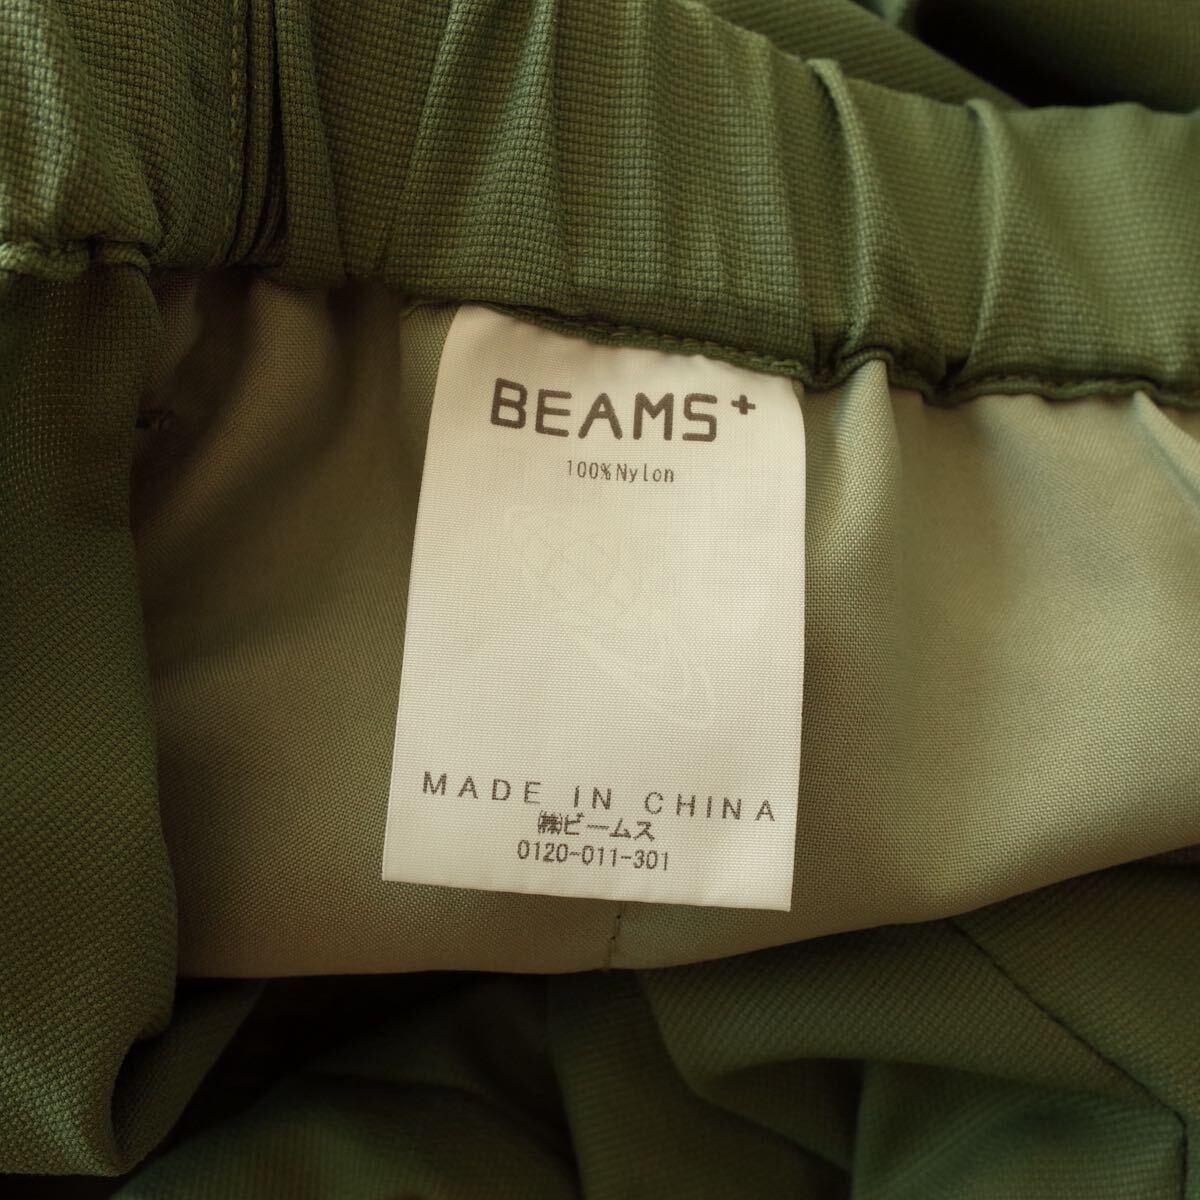 BEAMS+
100%Nylon
MADE IN CHINA
㈱ビームス
0120-011-301